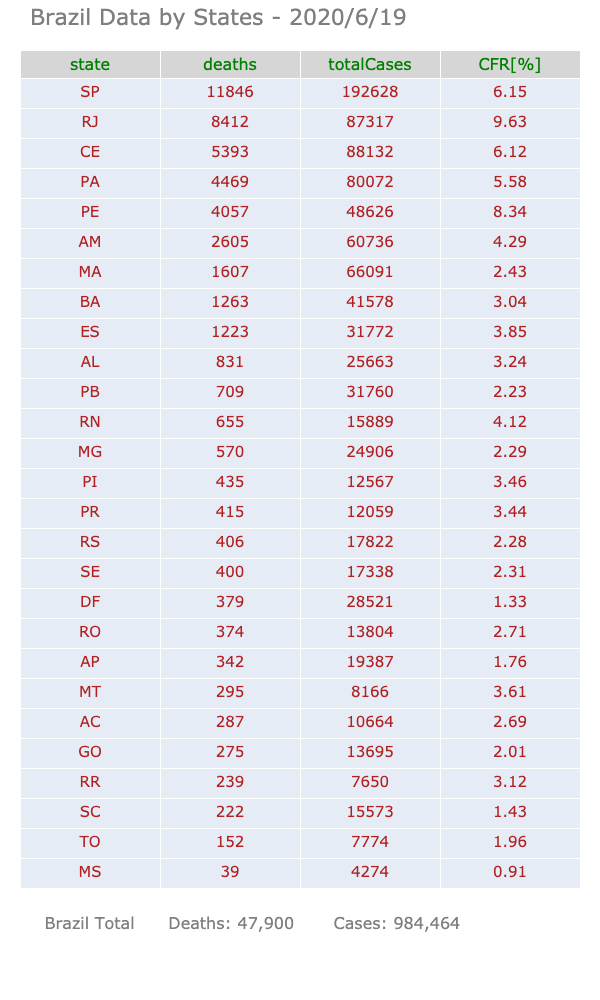 Brazil Data by States - 2020/6/19
state deaths totalCases CFR[%]
SP 11846 192628 6.15
RJ 8412 87317 9.63
CE 5393 88132 6.12
PA 4469 80072 5.58
PE 4057 48626 8.34
AM 2605 60736 4.29
MA 1607 66091 2.43
BA 1263 41578 3.04
ES 1223 31772 3.85
AL 831 25663 3.24
PB 709 31760 2.23
RN 655 15889 4.12
MG 570 24906 2.29
PI 435 12567 3.46
PR 415 12059 3.44
RS 406 17822 2.28
SE 400 17338 2.31
DF 379 28521 1.33
RO 374 13804 2.71
AP 342 19387 1.76
MT 295 8166 3.61
AC 287 10664 2.69
GO 275 13695 2.01
RR 239 7650 3.12
SC 222 15573 1.43
TO 152 7774 1.96
MS 39 4274 0.91
Brazil Total Deaths: 47,900 Cases: 984,464